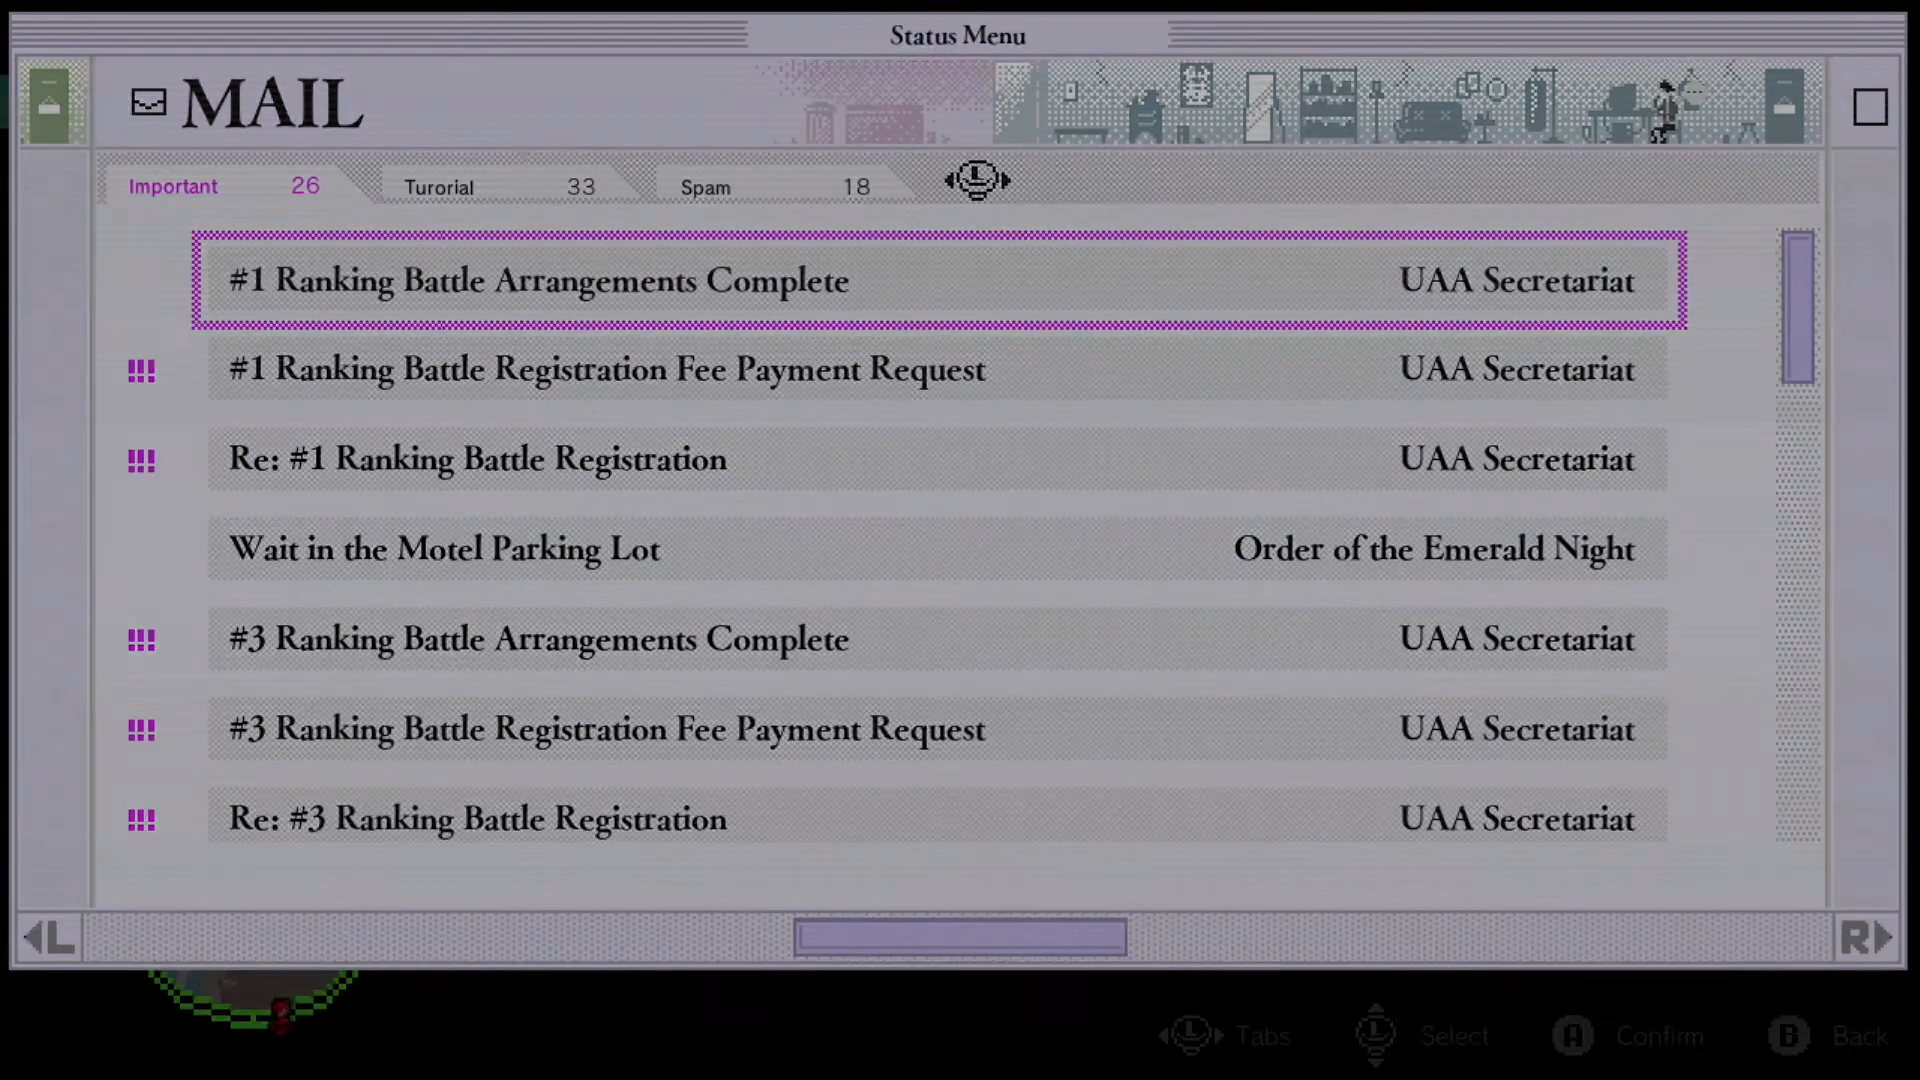 Status Menu
MAIL
Important 26 Turorial 33 Spam 18
#1 Ranking Battle Arrangements Complete UAA Secretariat
!!! #1 Ranking Battle Registration Fee Payment Request UAA Secretariat
!!! Re: #1 Ranking Battle Registration UAA Secretariat
Wait in the Motel Parking Lot Order of the Emerald Night
!!! #3 Ranking Battle Arrangements Complete UAA Secretariat
!!! #3 Ranking Battle Registration Fee Payment Request UAA Secretariat
!!! Re: #3 Ranking Battle Registration UAA Secretariat
L R
L Tabs L Select A Confirm B Back